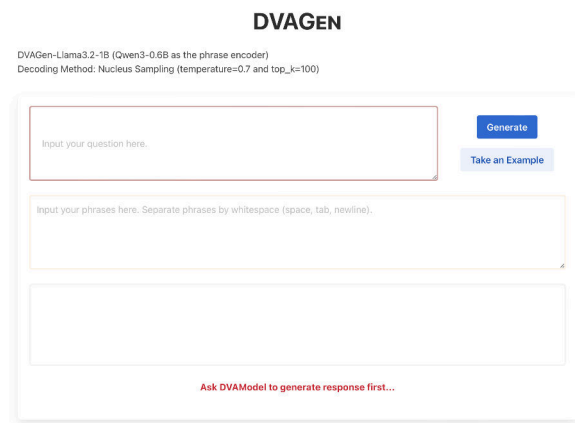 DVAGEN
DVAGen-Llama3.2-1B (Qwen3-0.6B as the phrase encoder)
Decoding Method: Nucleus Sampling (temperature=0.7 and top_k=100)
Input your question here.
Generate
Take an Example
Input your phrases here. Separate phrases by whitespace (space, tab, newline).
Ask DVAModel to generate response first...